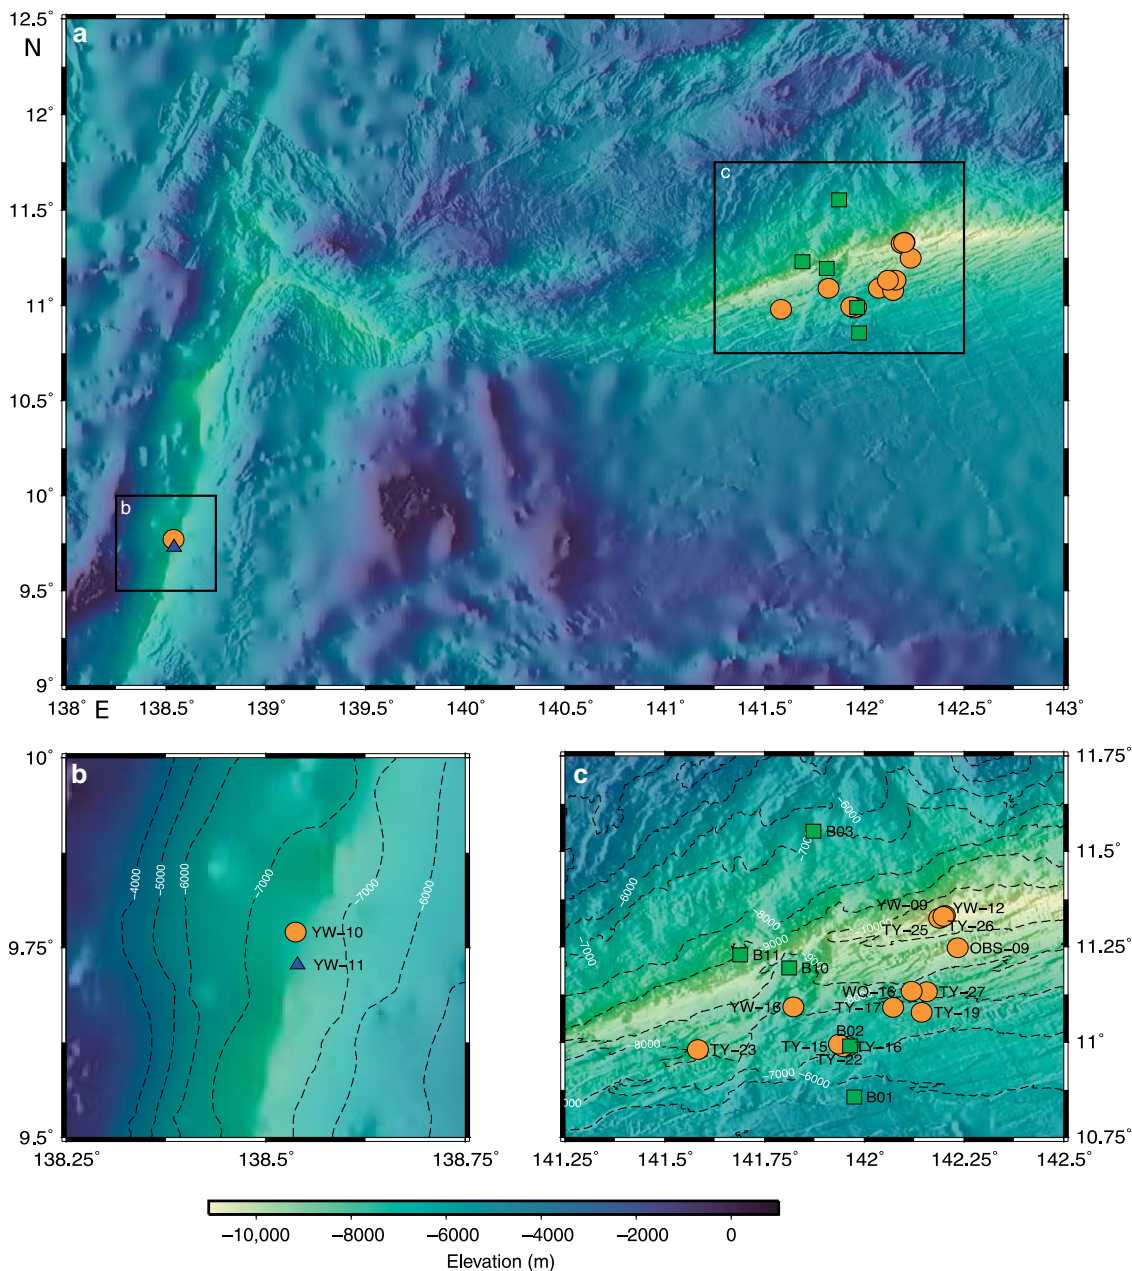 12.5°
a
N
12°
c
11.5°
11°
10.5°
10°
b
9.5°
9°
138° E 138.5° 139° 139.5° 140° 140.5° 141° 141.5° 142° 142.5° 143°
10° b
9.75°
9.5°
–4000
–5000
–6000
–7000
–7000
–6000
YW–10
YW–11
138.25° 138.5° 138.75°
c 11.75°
11.5°
11.25°
11°
10.75°
–6000
B03
–6000
–8000
YW–09 YW–12
–7000
–9000
–10000
TY–25 TY–26
B11
B10
OBS–09
WQ–16 TY–27
YW–16 TY–17 TY–19
B02
–8000
TY–23 TY–15 TY–16
TY–22
–7000 –6000
B01
141.25° 141.5° 141.75° 142° 142.25° 142.5°
–10,000 –8000 –6000 –4000 –2000 0
Elevation (m)